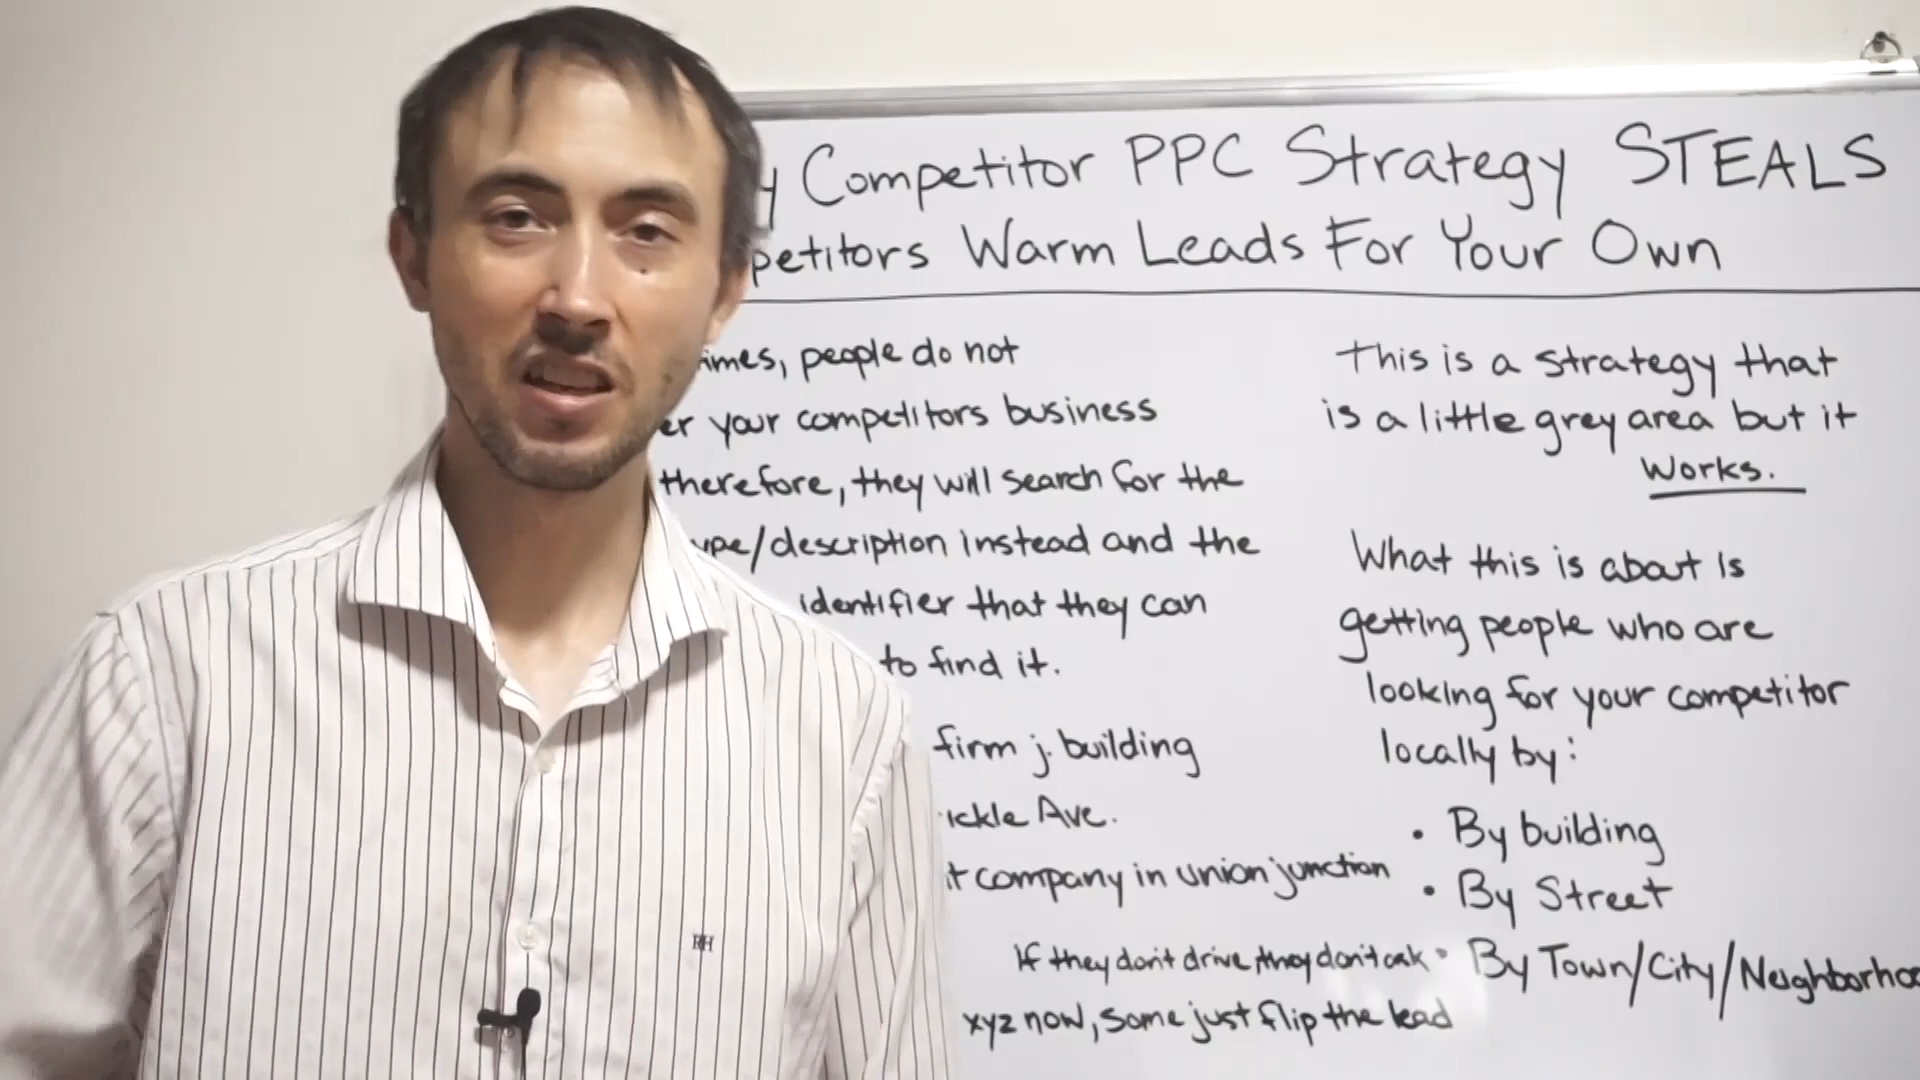 Competitor PPC Strategy STEALS
petitors Warm Leads For Your Own
imes, people do not
er your competitors business
therefore, they will search for the
ype/description instead and the
identifier that they can
to find it.
firm j. building
ickle Ave.
it company in union junction
If they don't drive they don't
xyz now, some just flip the lead
This is a strategy that
is a little grey area but it
works.
What this is about is
getting people who are
looking for your competitor
locally by:
• By building
• By Street
• By Town/City/Neighborhoo
RH